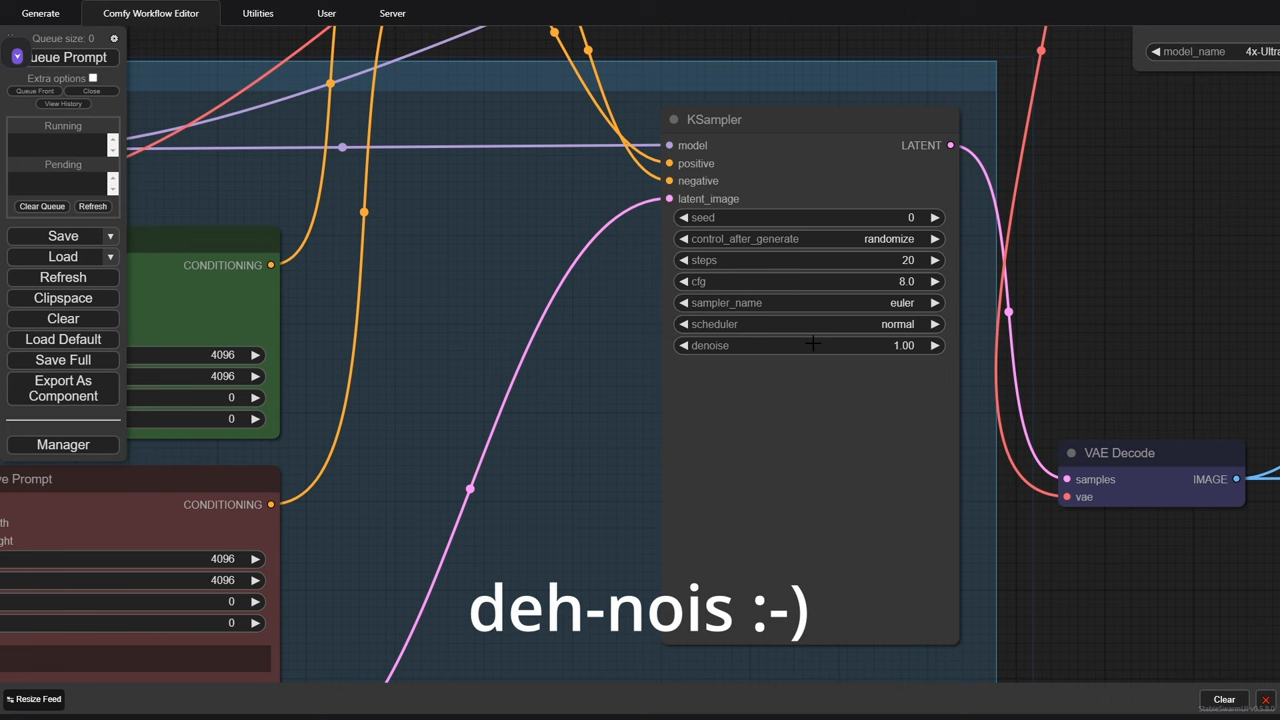 Generate
Comfy Workflow Editor
Utilities
User
Server
Queue size: 0
ueue Prompt
Extra options
Queue Front
Close
View History
Running
Pending
Clear Queue
Refresh
Save
Load
Refresh
Clipspace
Clear
Load Default
Save Full
Export As
Component
Manager
CONDITIONING
4096
4096
0
0
ve Prompt
CONDITIONING
th
ght
4096
4096
0
0
KSampler
model
LATENT
positive
negative
latent_image
seed 0
control_after_generate randomize
steps 20
cfg 8.0
sampler_name euler
scheduler normal
denoise 1.00
model_name 4x-Ultra
VAE Decode
samples
IMAGE
vae
deh-nois :-)
Resize Feed
Clear